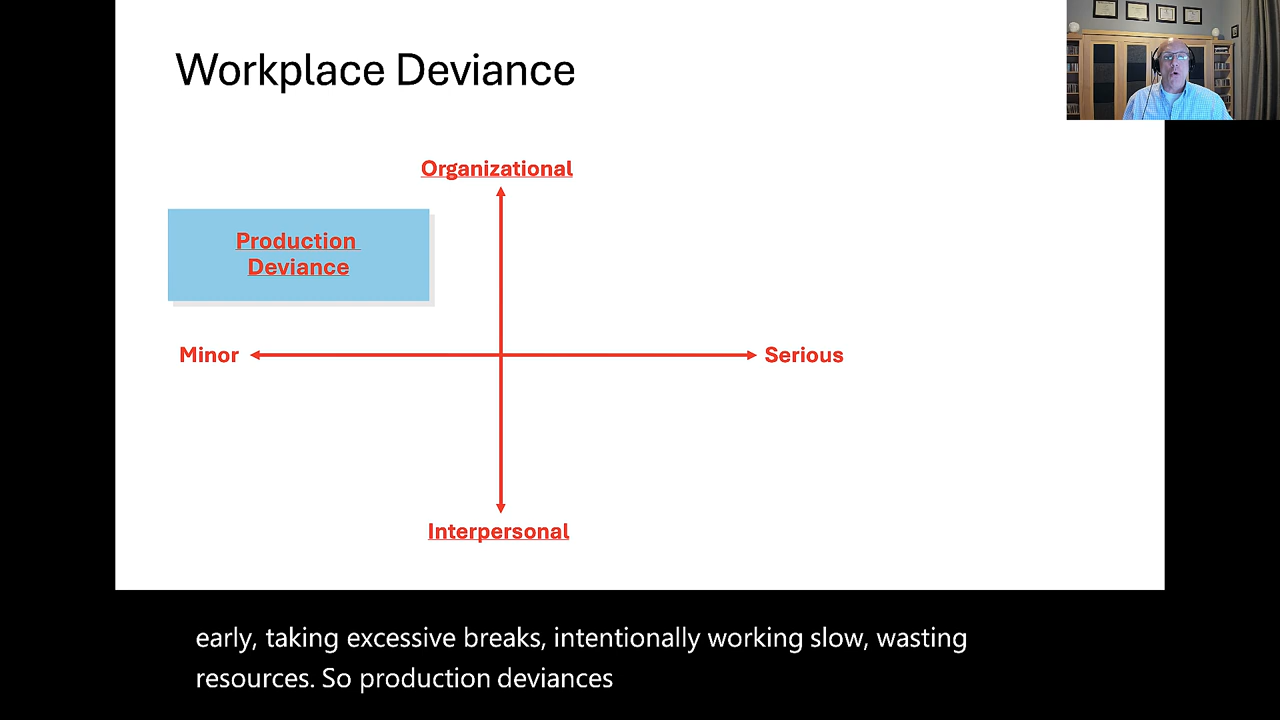 Workplace Deviance
Organizational
Production
Deviance
Minor
Serious
Interpersonal
early, taking excessive breaks, intentionally working slow, wasting
resources. So production deviances